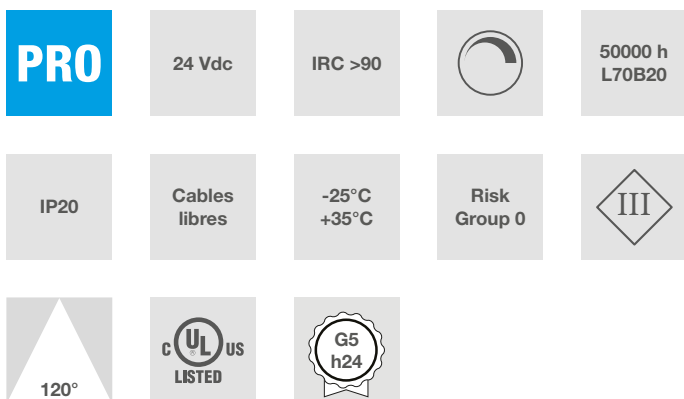 PRO
24 Vdc
IRC >90
50000 h
L70B20
IP20
Cables
libres
-25°C
+35°C
Risk
Group 0
III
120°
C UL US
®
LISTED
G5
h24